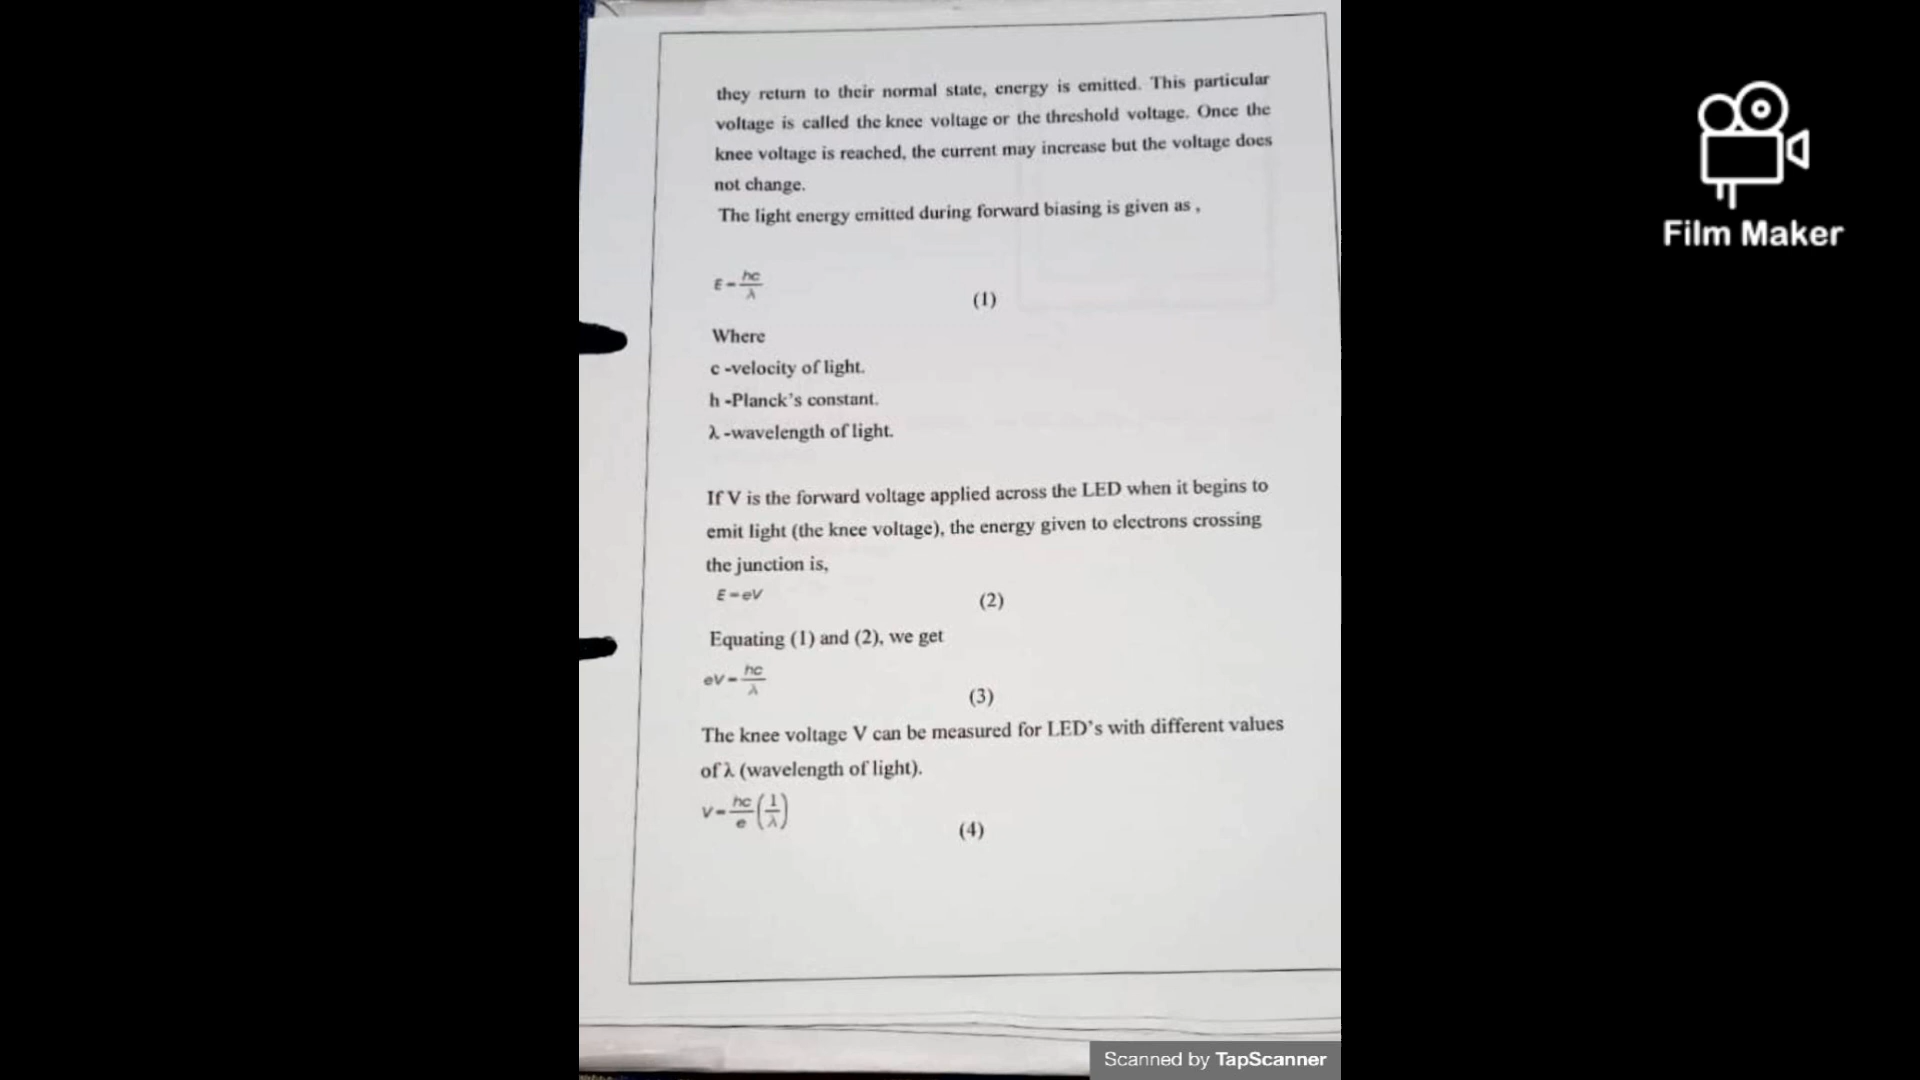 they return to their normal state, energy is emitted. This particular
voltage is called the knee voltage or the threshold voltage. Once the
knee voltage is reached, the current may increase but the voltage does
not change.
The light energy emitted during forward biasing is given as ,
E = hc/λ (1)
Where
c -velocity of light.
h -Planck's constant.
λ -wavelength of light.
If V is the forward voltage applied across the LED when it begins to
emit light (the knee voltage), the energy given to electrons crossing
the junction is,
E = eV (2)
Equating (1) and (2), we get
eV = hc/λ (3)
The knee voltage V can be measured for LED's with different values
of λ (wavelength of light).
V = hc/e (1/λ) (4)
Film Maker
Scanned by TapScanner